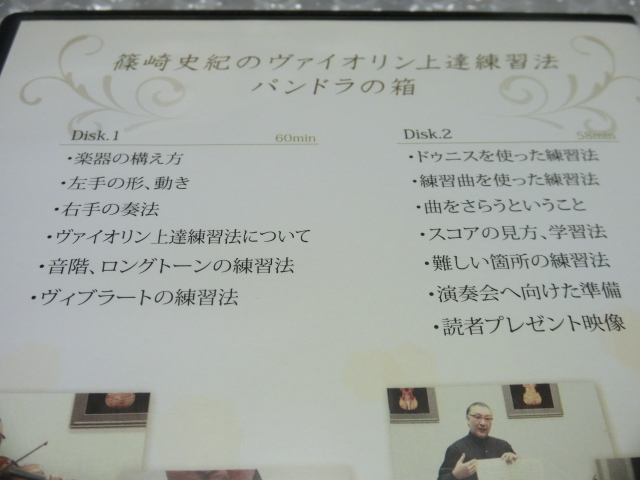 篠崎史紀のヴァイオリン上達練習法
パンドラの箱
Disk.1
60min
・楽器の構え方
・左手の形、動き
・右手の奏法
・ヴァイオリン上達練習法について
・音階、ロングトーンの練習法
・ヴィブラートの練習法
Disk.2
58min
・ドゥニスを使った練習法
・練習曲を使った練習法
・曲をさらうということ
・スコアの見方、学習法
・難しい箇所の練習法
・演奏会へ向けた準備
・読者プレゼント映像